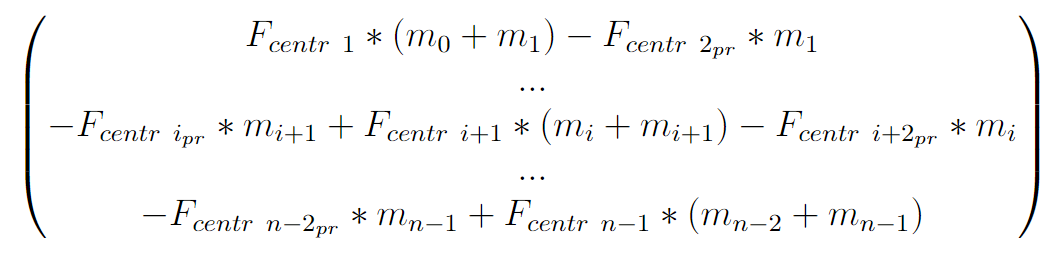 F_{centr 1} * (m_0 + m_1) − F_{centr 2_{pr}} * m_1
...
−F_{centr i_{pr}} * m_{i+1} + F_{centr i+1} * (m_i + m_{i+1}) − F_{centr i+2_{pr}} * m_i
...
−F_{centr n−2_{pr}} * m_{n−1} + F_{centr n−1} * (m_{n−2} + m_{n−1})